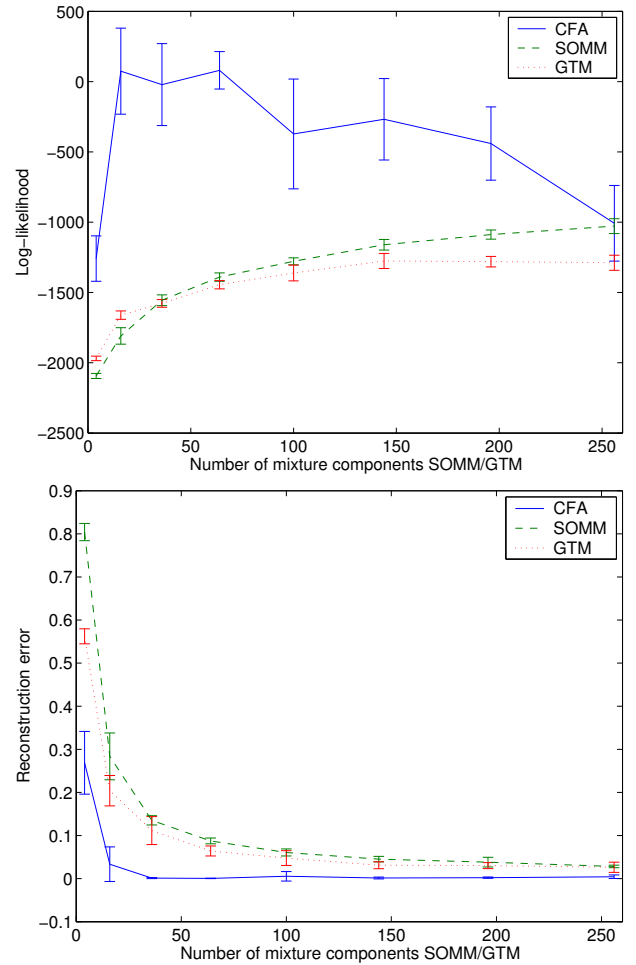 500
0
−500
−1000
−1500
−2000
−2500
Log−likelihood
0 50 100 150 200 250
Number of mixture components SOMM/GTM
CFA
SOMM
GTM
0.9
0.8
0.7
0.6
0.5
0.4
0.3
0.2
0.1
0
−0.1
Reconstruction error
0 50 100 150 200 250
Number of mixture components SOMM/GTM
CFA
SOMM
GTM